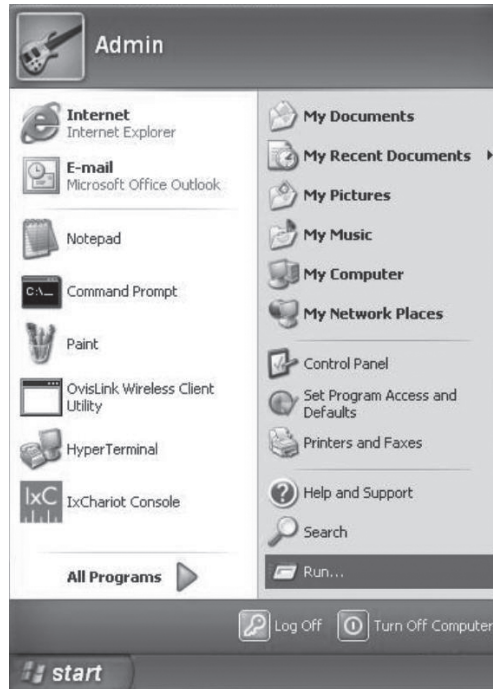 Admin
Internet
Internet Explorer
E-mail
Microsoft Office Outlook
Notepad
C:\_
Command Prompt
Paint
OvisLink Wireless Client
Utility
HyperTerminal
IxC
IxChariot Console
All Programs
My Documents
My Recent Documents
My Pictures
My Music
My Computer
My Network Places
Control Panel
Set Program Access and
Defaults
Printers and Faxes
Help and Support
Search
Run...
Log Off
Turn Off Computer
start